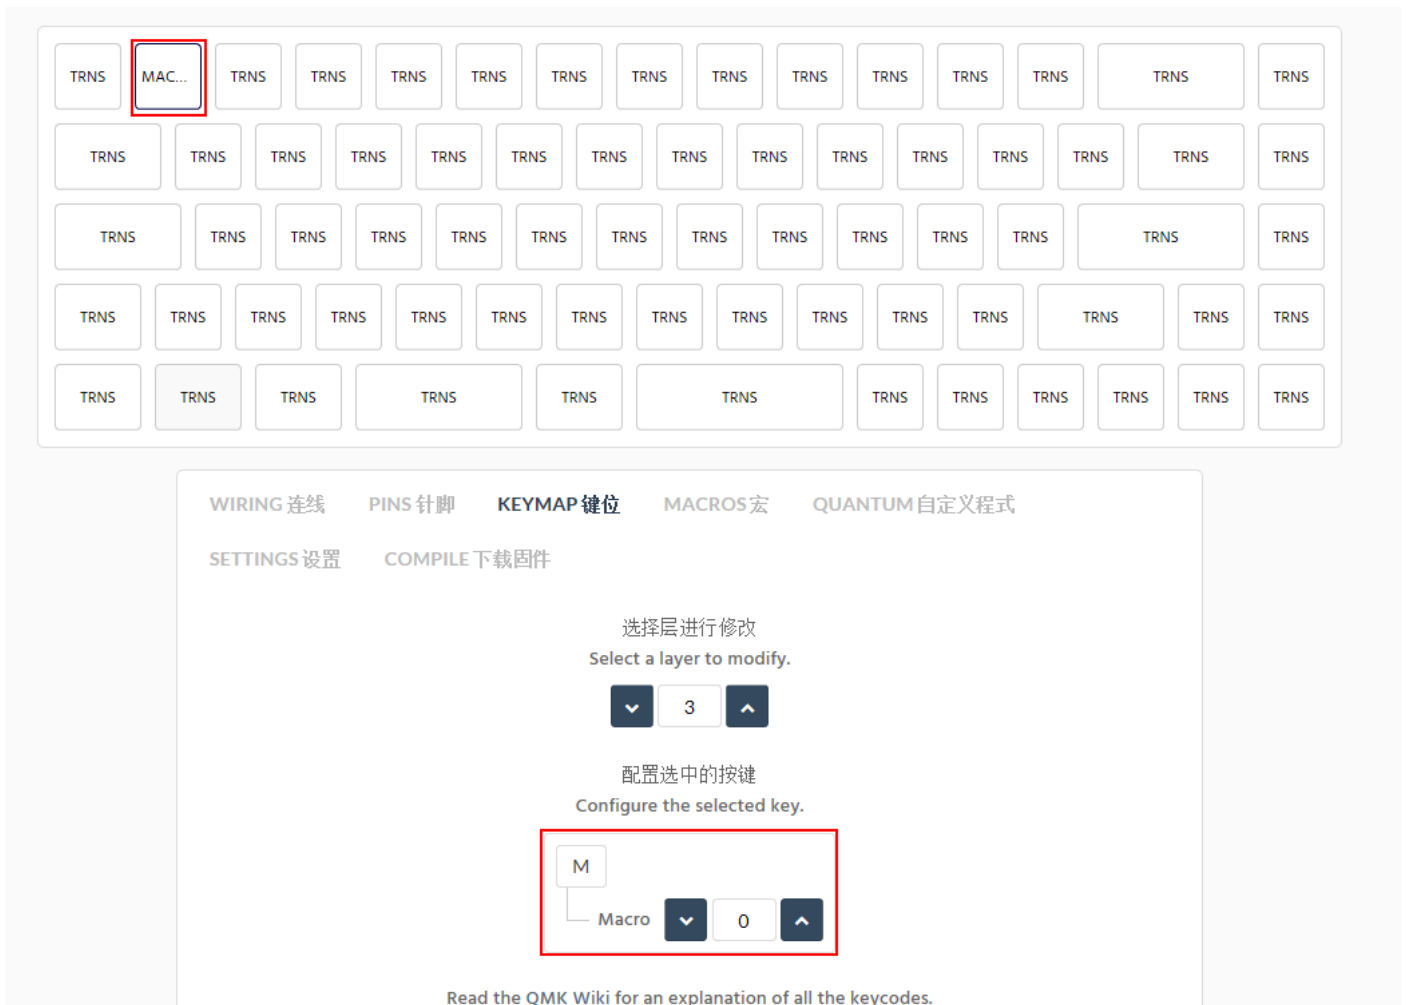 TRNS MAC... TRNS TRNS TRNS TRNS TRNS TRNS TRNS TRNS TRNS TRNS TRNS TRNS TRNS
TRNS TRNS TRNS TRNS TRNS TRNS TRNS TRNS TRNS TRNS TRNS TRNS TRNS TRNS TRNS
TRNS TRNS TRNS TRNS TRNS TRNS TRNS TRNS TRNS TRNS TRNS TRNS TRNS TRNS
TRNS TRNS TRNS TRNS TRNS TRNS TRNS TRNS TRNS TRNS TRNS TRNS TRNS TRNS TRNS
TRNS TRNS TRNS TRNS TRNS TRNS TRNS TRNS TRNS TRNS TRNS TRNS
WIRING 连线 PINS 针脚 KEYMAP 键位 MACROS 宏 QUANTUM 自定义程式
SETTINGS 设置 COMPILE 下载固件
选择层进行修改
Select a layer to modify.
3
配置选中的按键
Configure the selected key.
M
Macro 0
Read the QMK Wiki for an explanation of all the keycodes.